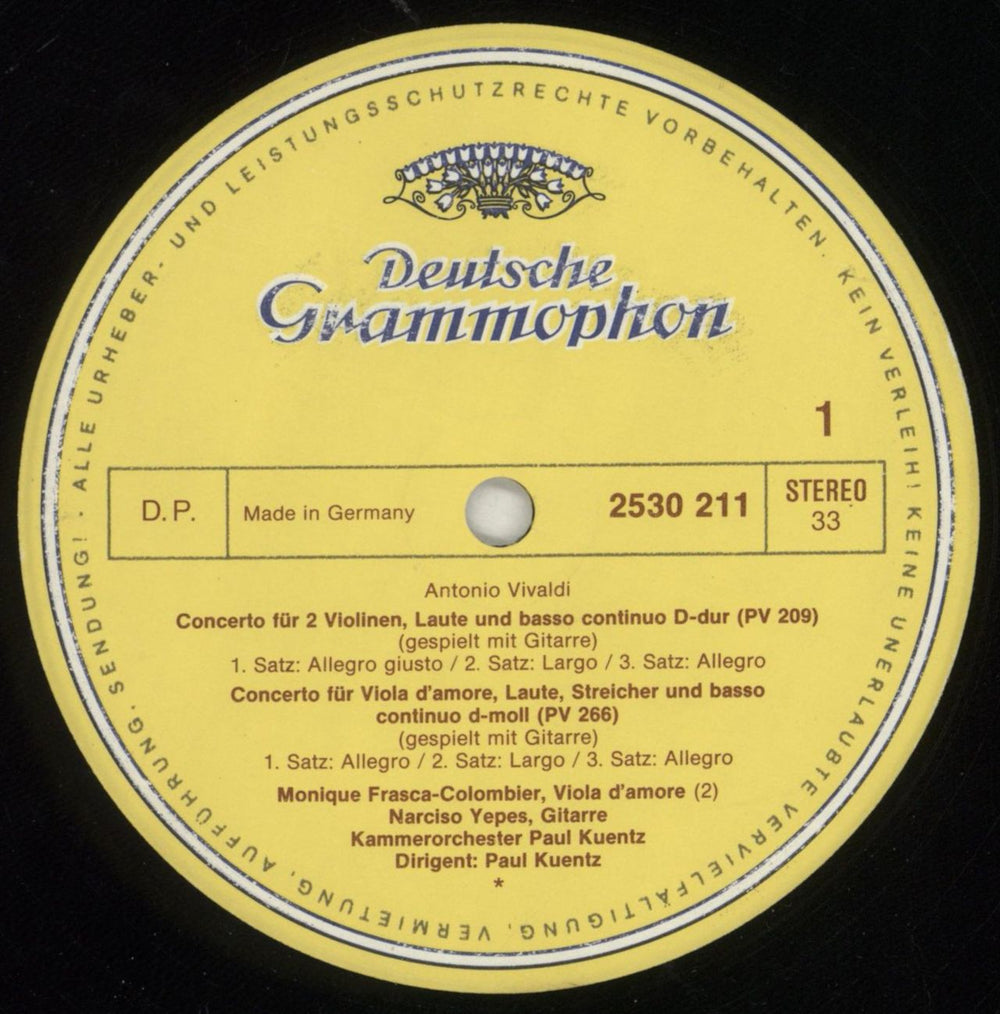 ALLE URHEBER- UND LEISTUNGSSCHUTZRECHTE VORBEHALTEN. KEIN VERLEIH! KEINE UNERLAUBTE VERVIELFÄLTIGUNG, VERMIETUNG, AUFFÜHRUNG, SENDUNG! ·
Deutsche
Grammophon
1
D.P.
Made in Germany
2530 211
STEREO
33
Antonio Vivaldi
Concerto für 2 Violinen, Laute und basso continuo D-dur (PV 209)
(gespielt mit Gitarre)
1. Satz: Allegro giusto / 2. Satz: Largo / 3. Satz: Allegro
Concerto für Viola d'amore, Laute, Streicher und basso
continuo d-moll (PV 266)
(gespielt mit Gitarre)
1. Satz: Allegro / 2. Satz: Largo / 3. Satz: Allegro
Monique Frasca-Colombier, Viola d'amore (2)
Narciso Yepes, Gitarre
Kammerorchester Paul Kuentz
Dirigent: Paul Kuentz
*